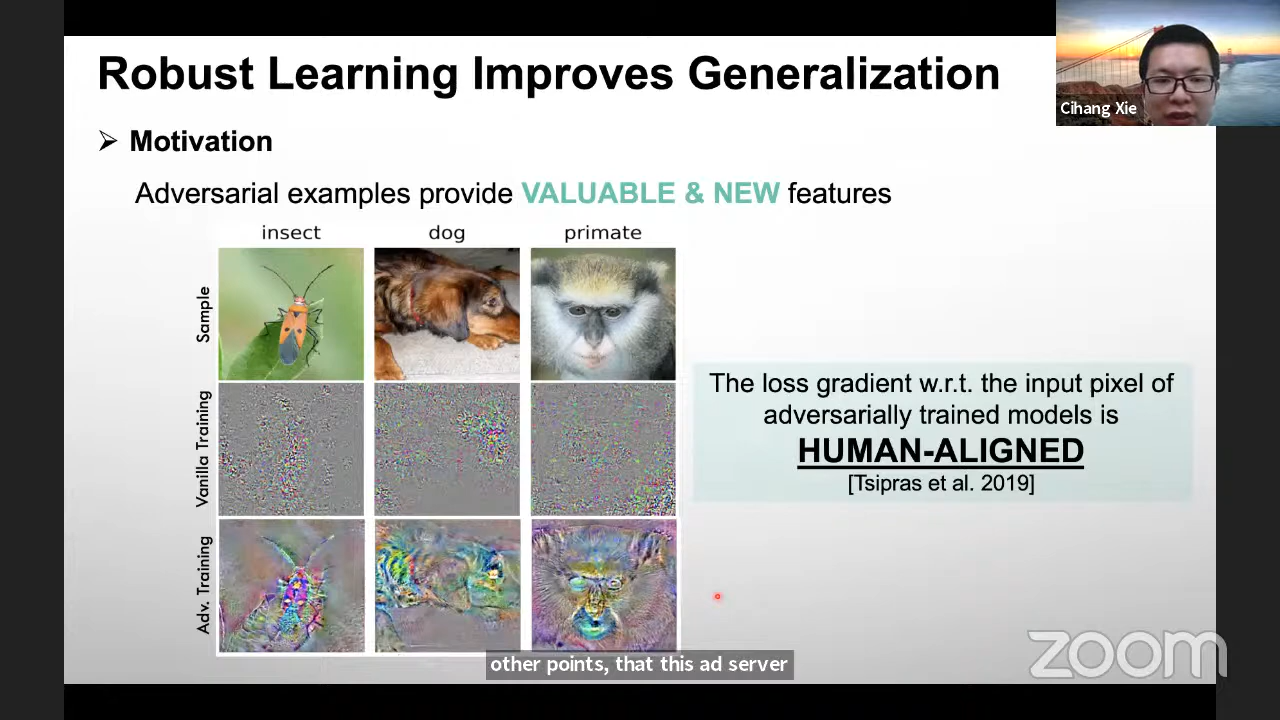 Robust Learning Improves Generalization
Cihang Xie
➢ Motivation
Adversarial examples provide VALUABLE & NEW features
insect dog primate
Sample
Vanilla Training
Adv. Training
The loss gradient w.r.t. the input pixel of
adversarially trained models is
HUMAN-ALIGNED
[Tsipras et al. 2019]
other points, that this ad server
zoom